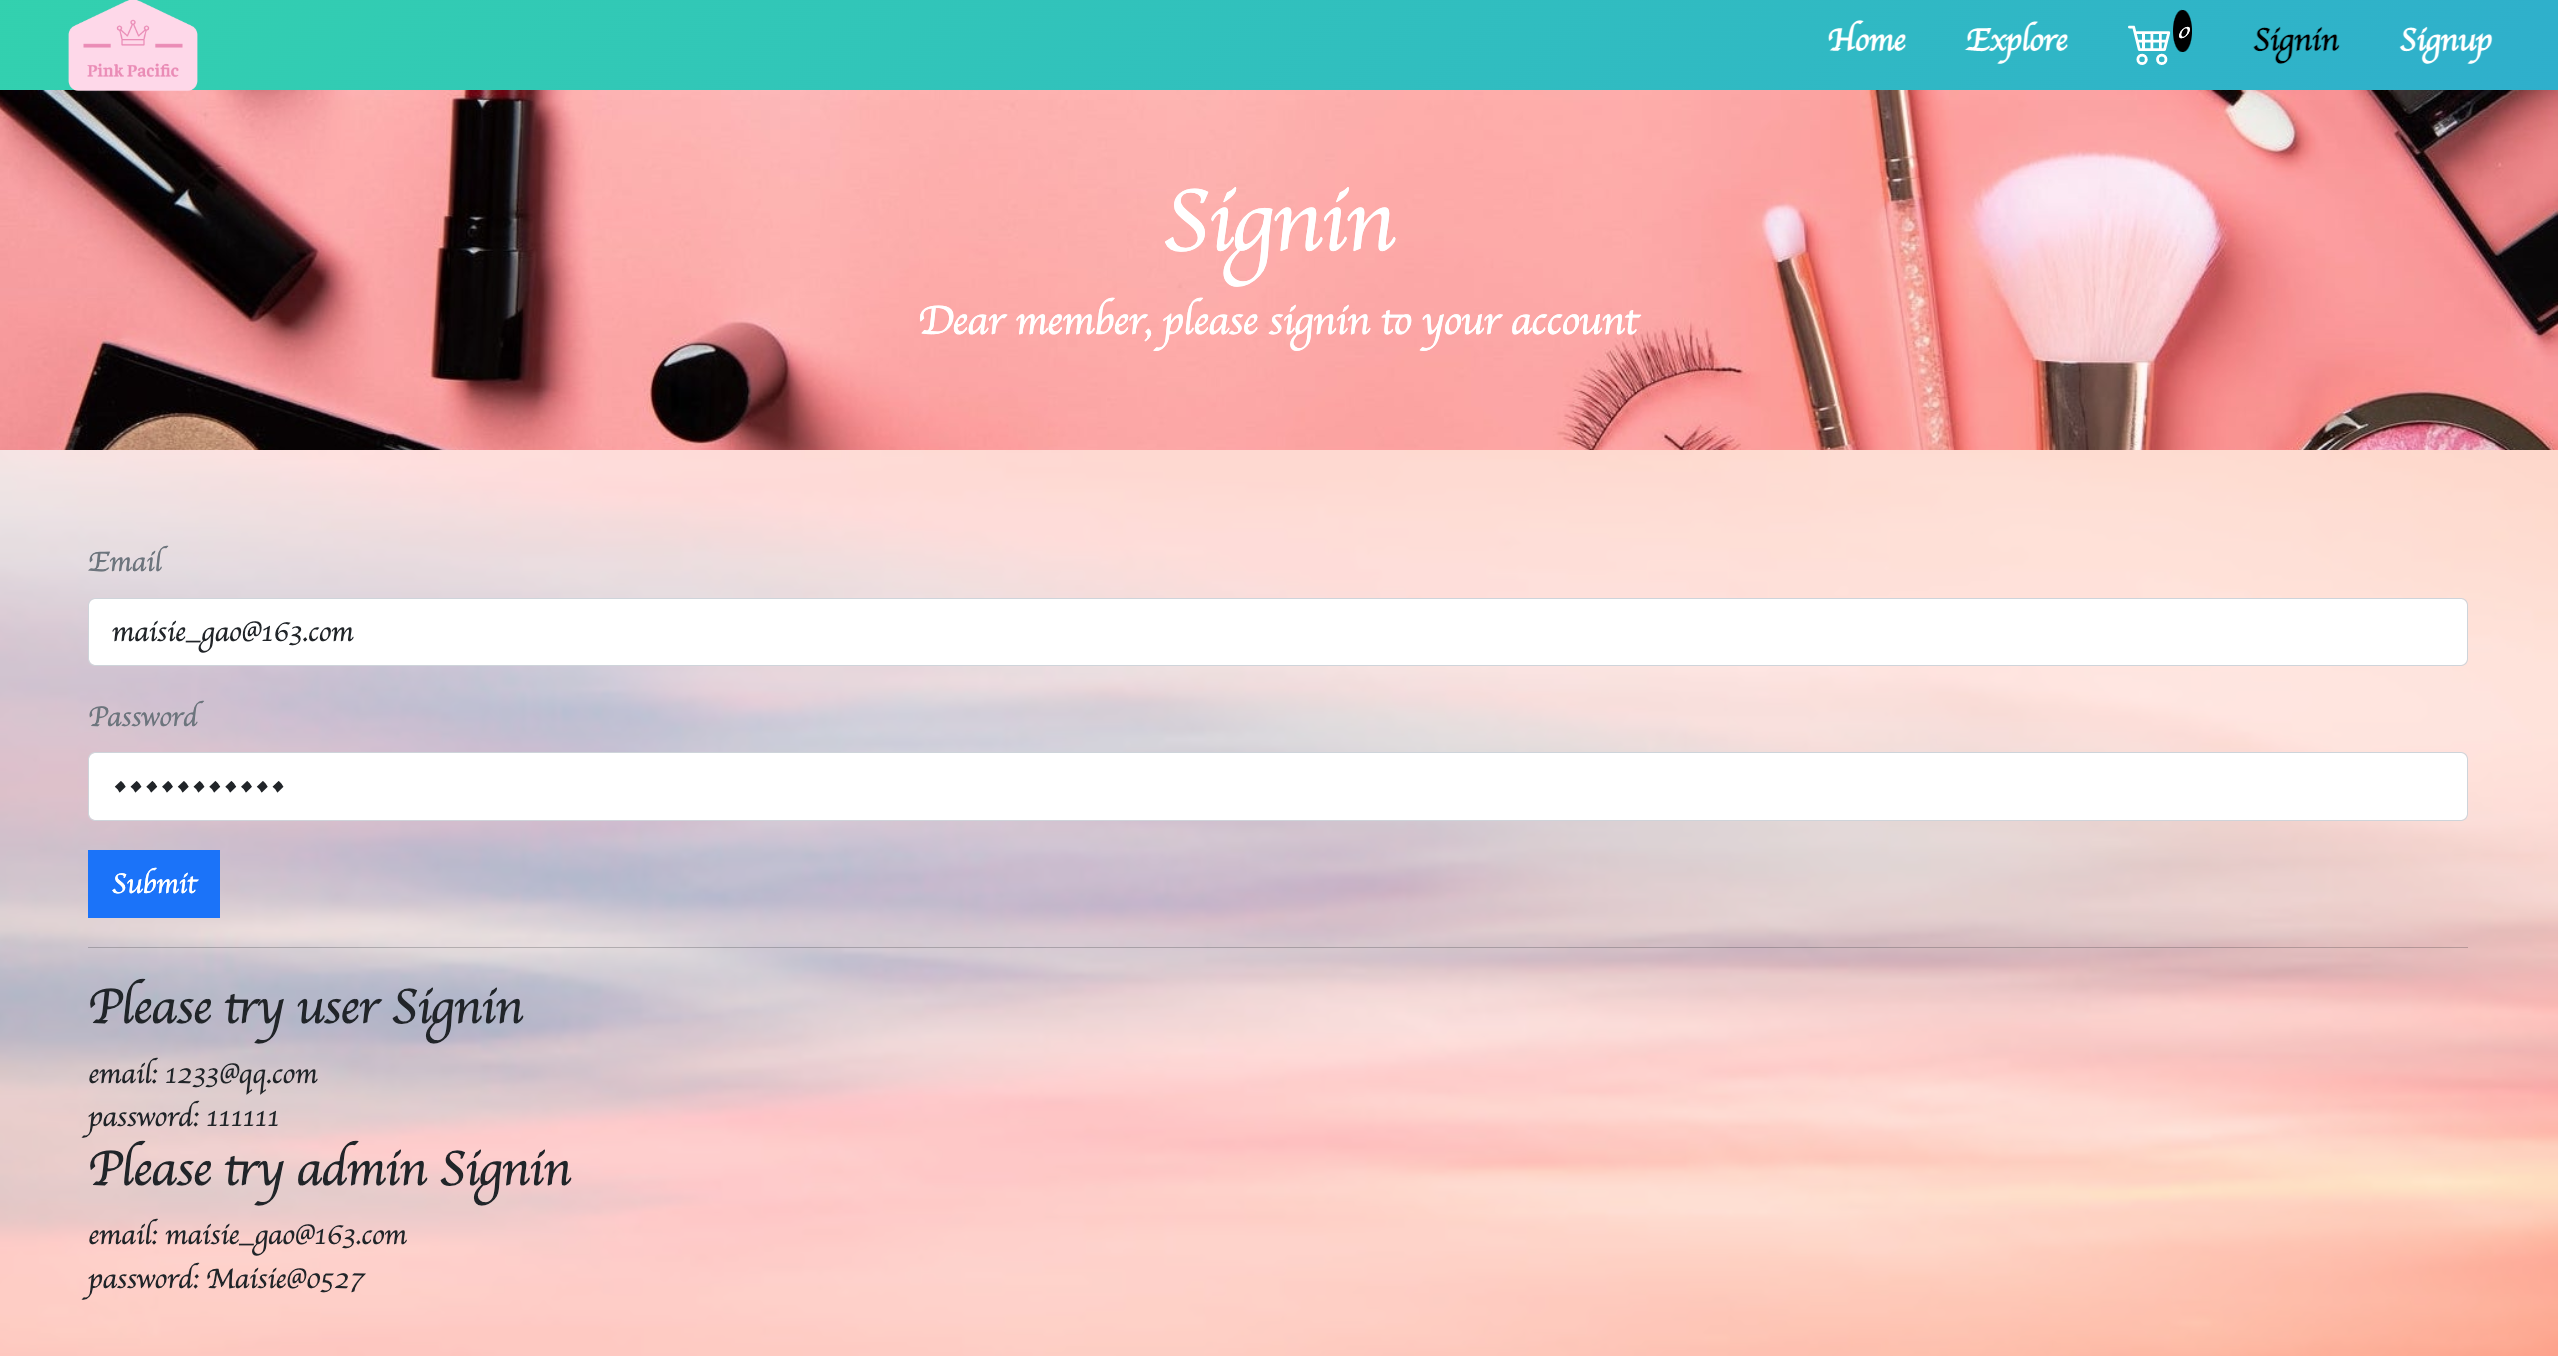 Pink Pacific
Home Explore 0 Signin Signup
Signin
Dear member, please signin to your account
Email
maisie_gao@163.com
Password
Submit
Please try user Signin
email: 1233@qq.com
password: 111111
Please try admin Signin
email: maisie_gao@163.com
password: Maisie@0527